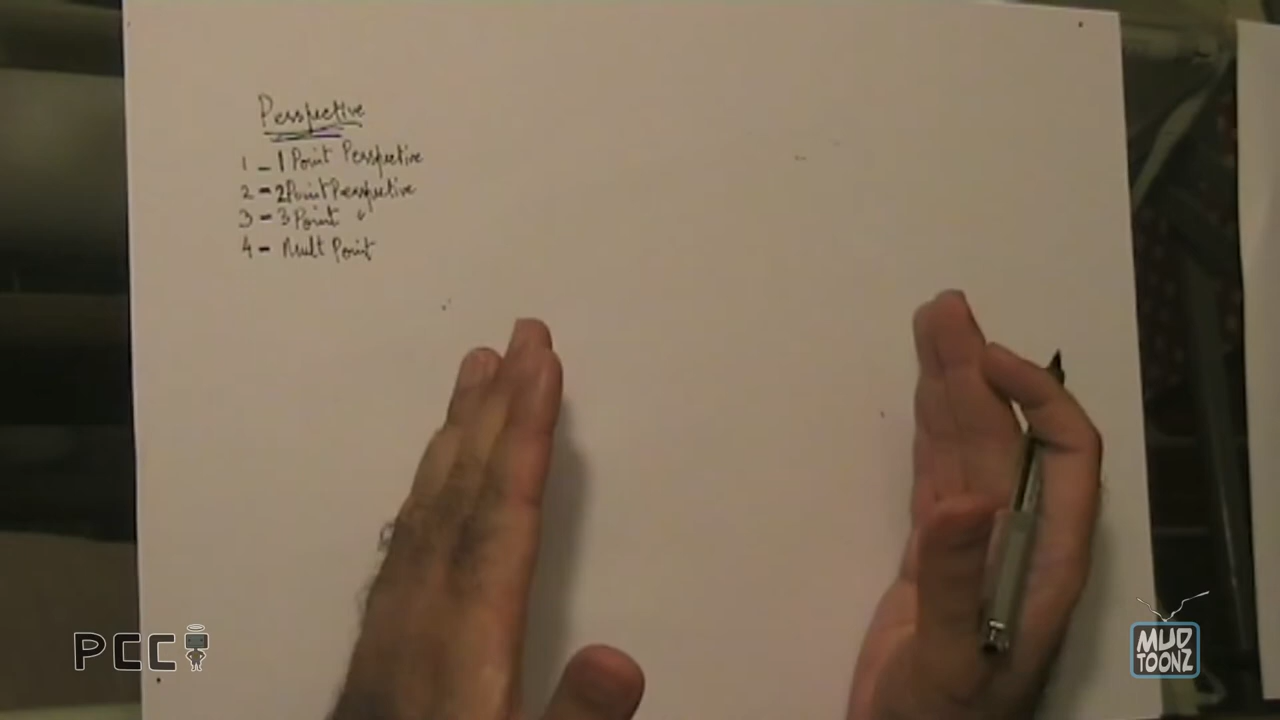 Perspective
1 - 1 Point Perspective
2 - 2 Point Perspective
3 - 3 Point "
4 - Mult Point
PCC
MUD
TOONZ